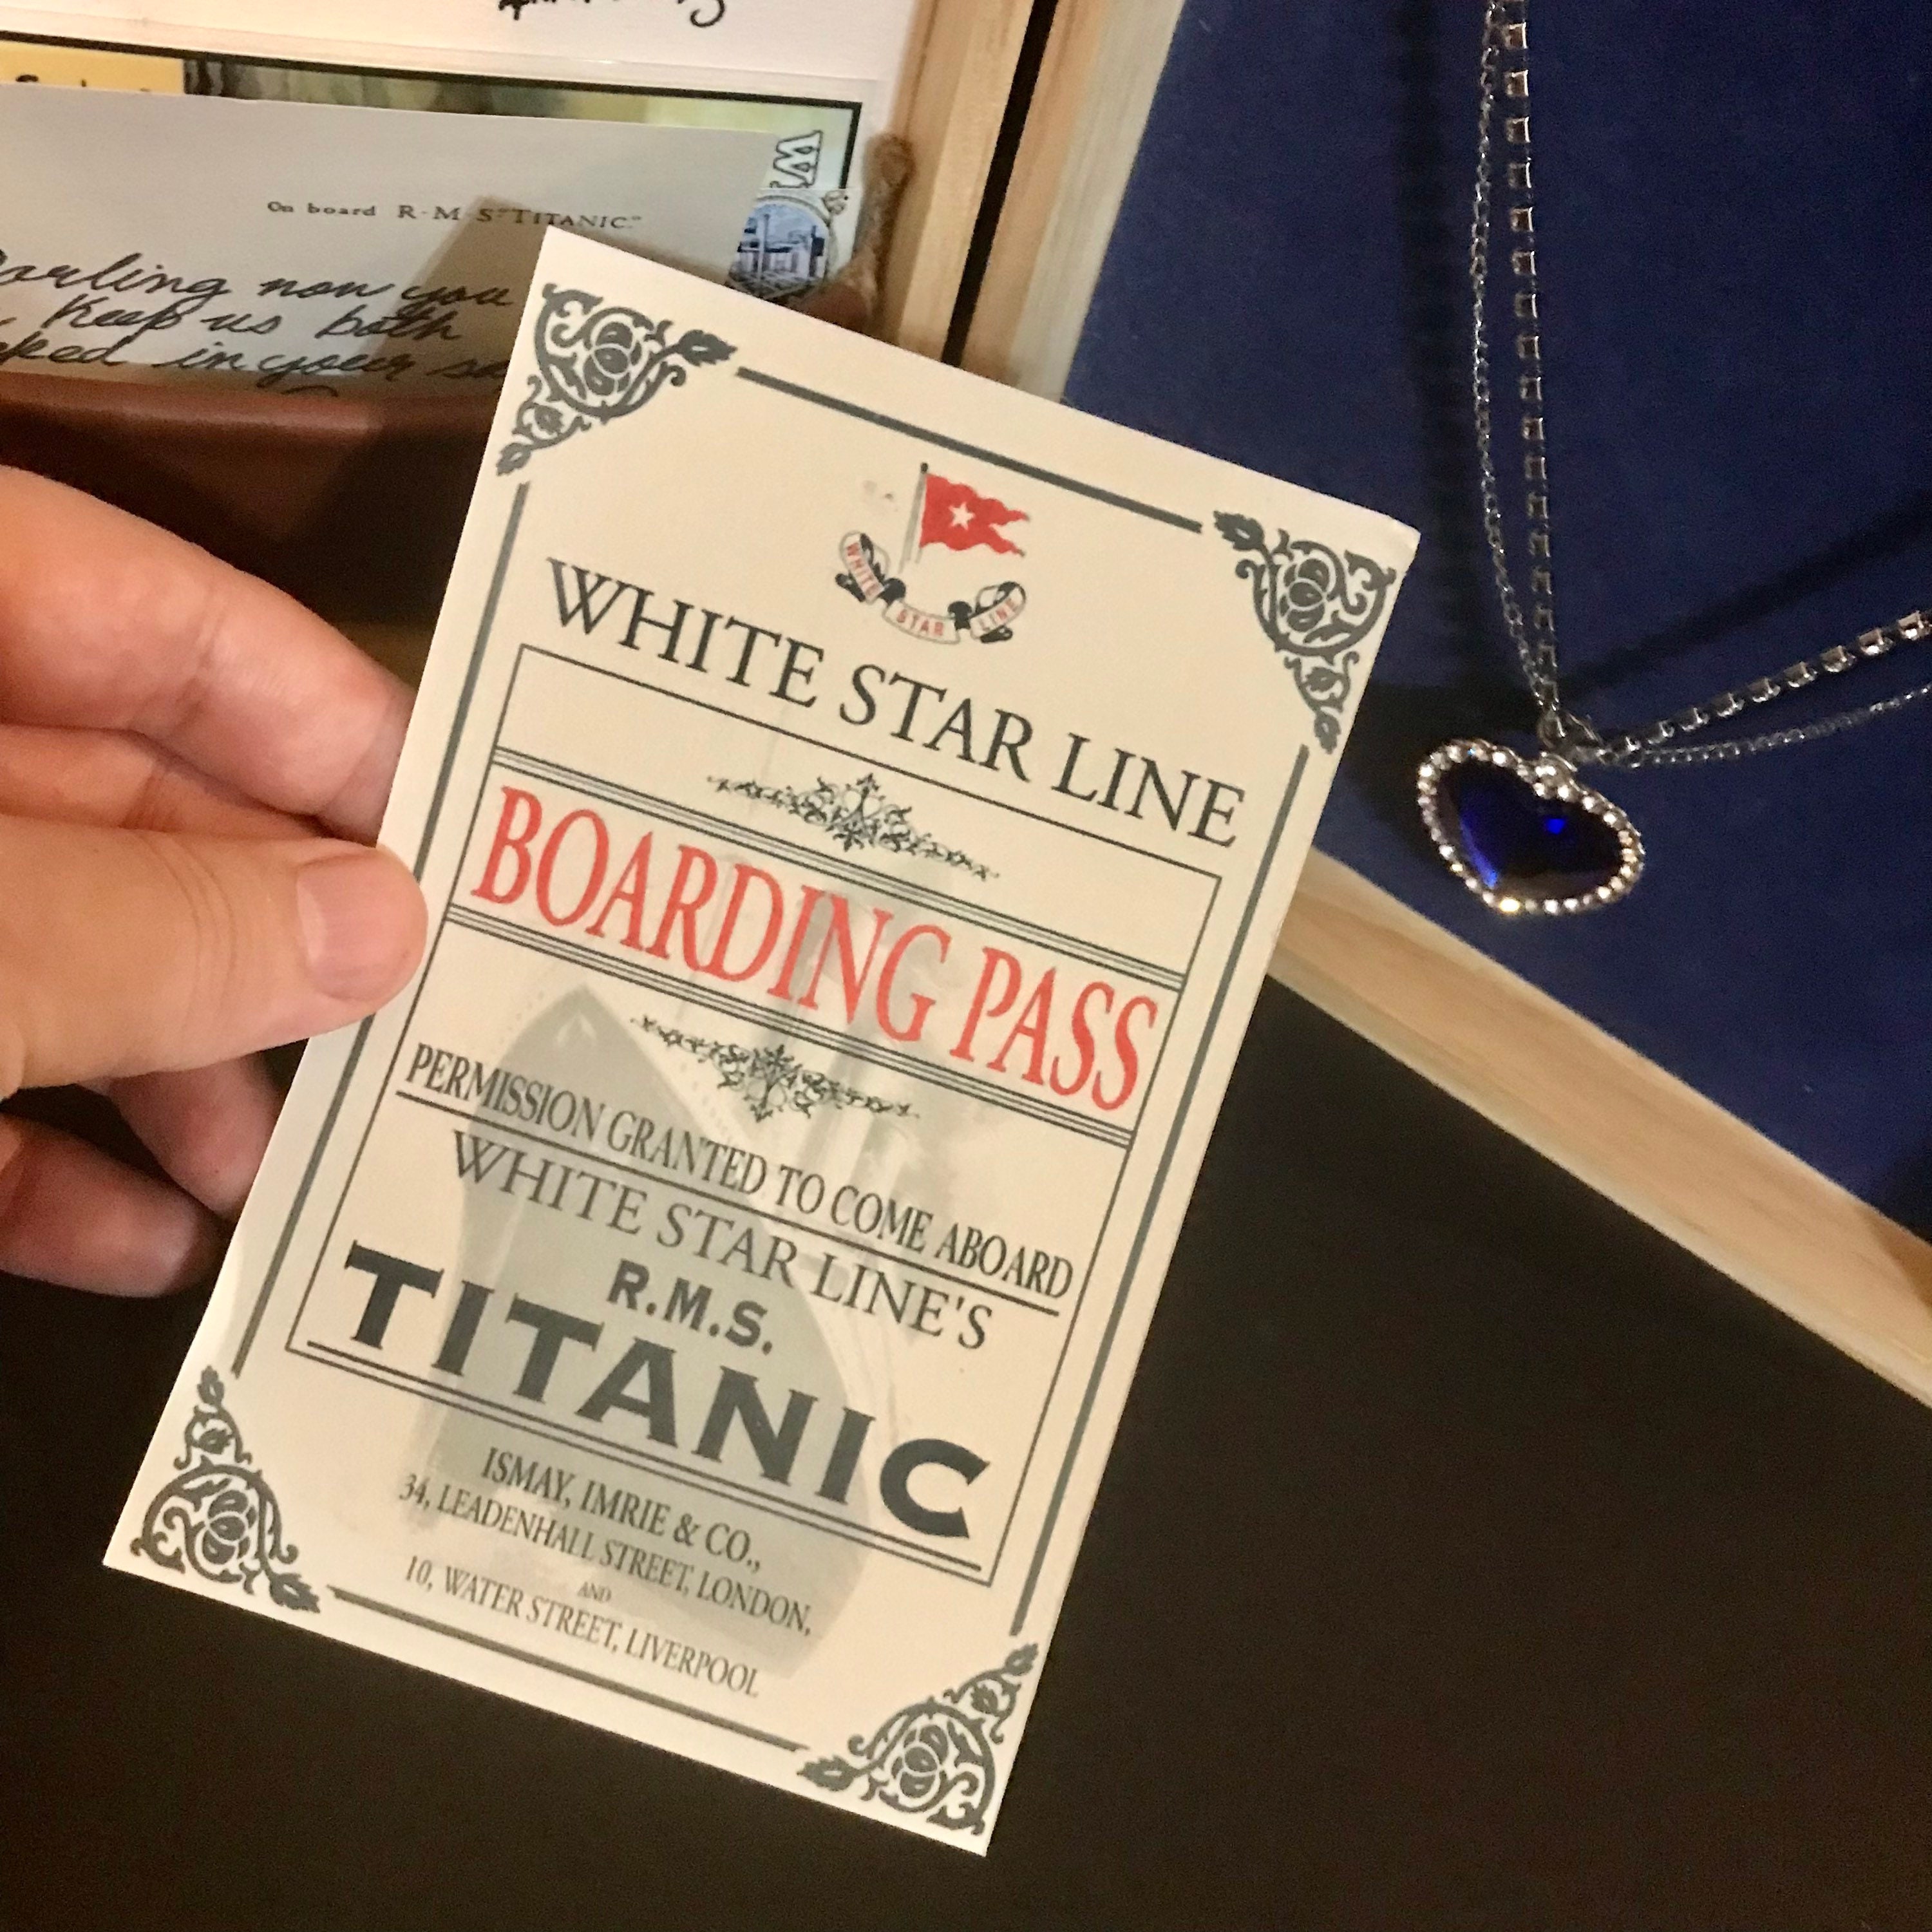 On board R·M·S "TITANIC."
now you
Keep us both
in your
WHITE STAR LINE
WHITE STAR LINE
BOARDING PASS
PERMISSION GRANTED TO COME ABOARD
WHITE STAR LINE'S
R.M.S.
TITANIC
ISMAY, IMRIE & CO.,
34, LEADENHALL STREET, LONDON,
AND
10, WATER STREET, LIVERPOOL